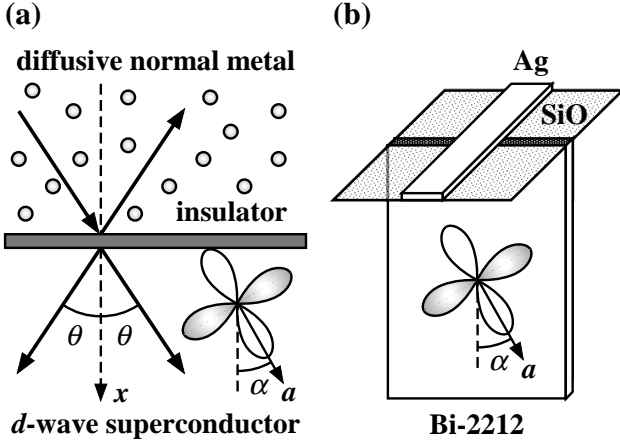 (a)
diffusive normal metal
insulator
θ θ
α
x
a
d-wave superconductor
(b)
Ag
SiO
α
a
Bi-2212